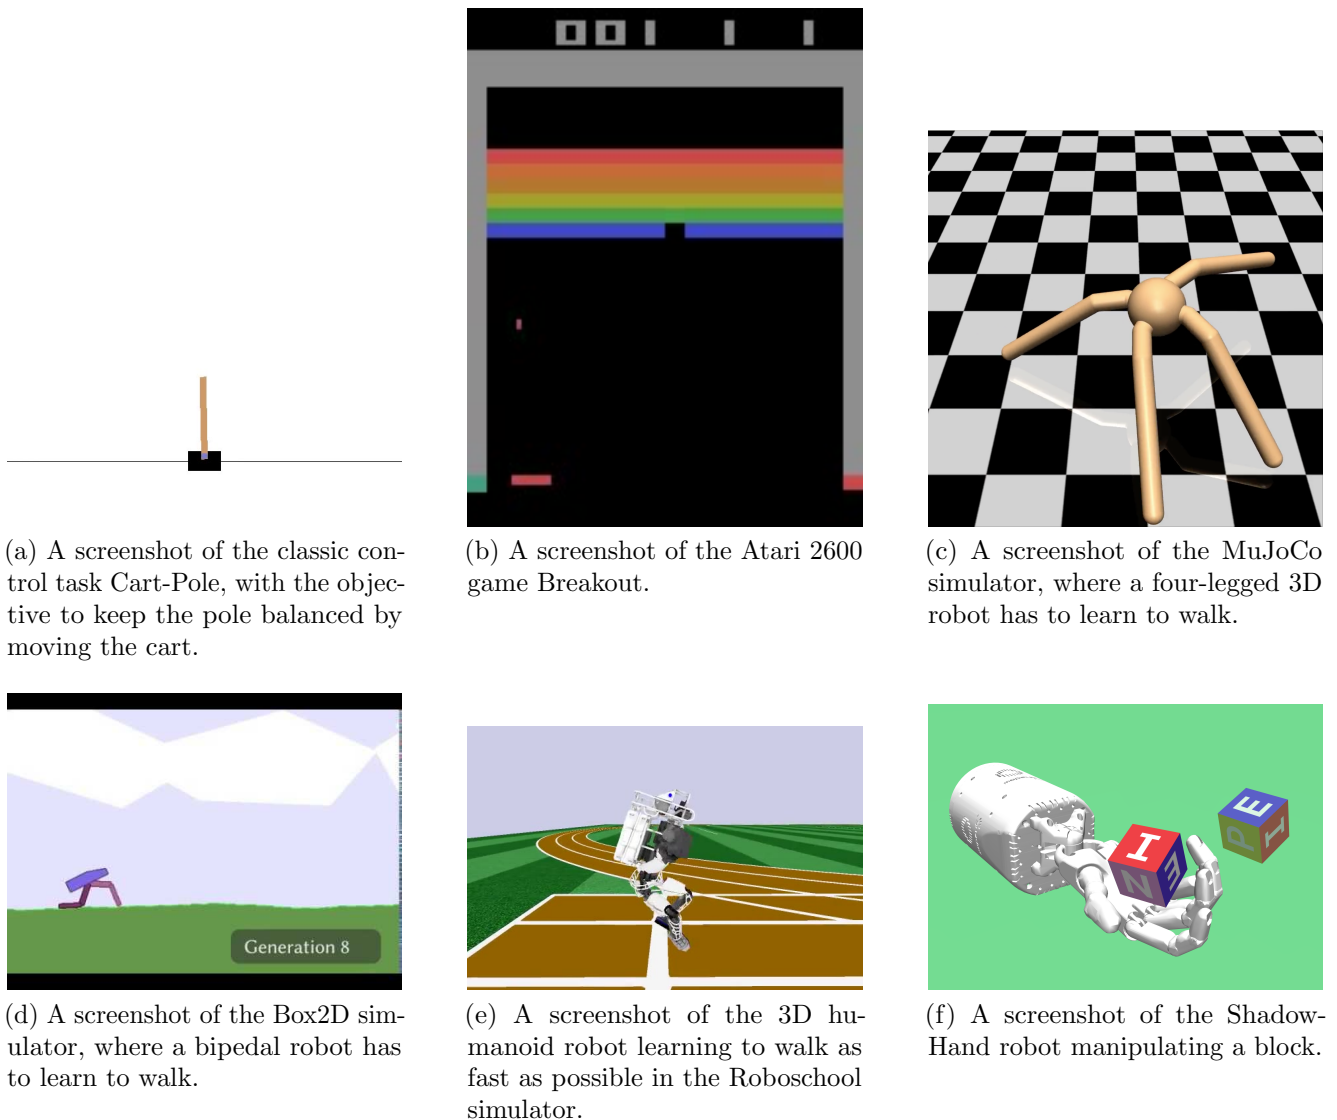 001 1 1
(a) A screenshot of the classic con-
trol task Cart-Pole, with the objec-
tive to keep the pole balanced by
moving the cart.
(b) A screenshot of the Atari 2600
game Breakout.
(c) A screenshot of the MuJoCo
simulator, where a four-legged 3D
robot has to learn to walk.
Generation 8
I
N
E
E
P
I
(d) A screenshot of the Box2D sim-
ulator, where a bipedal robot has
to learn to walk.
(e) A screenshot of the 3D hu-
manoid robot learning to walk as
fast as possible in the Roboschool
simulator.
(f) A screenshot of the Shadow-
Hand robot manipulating a block.